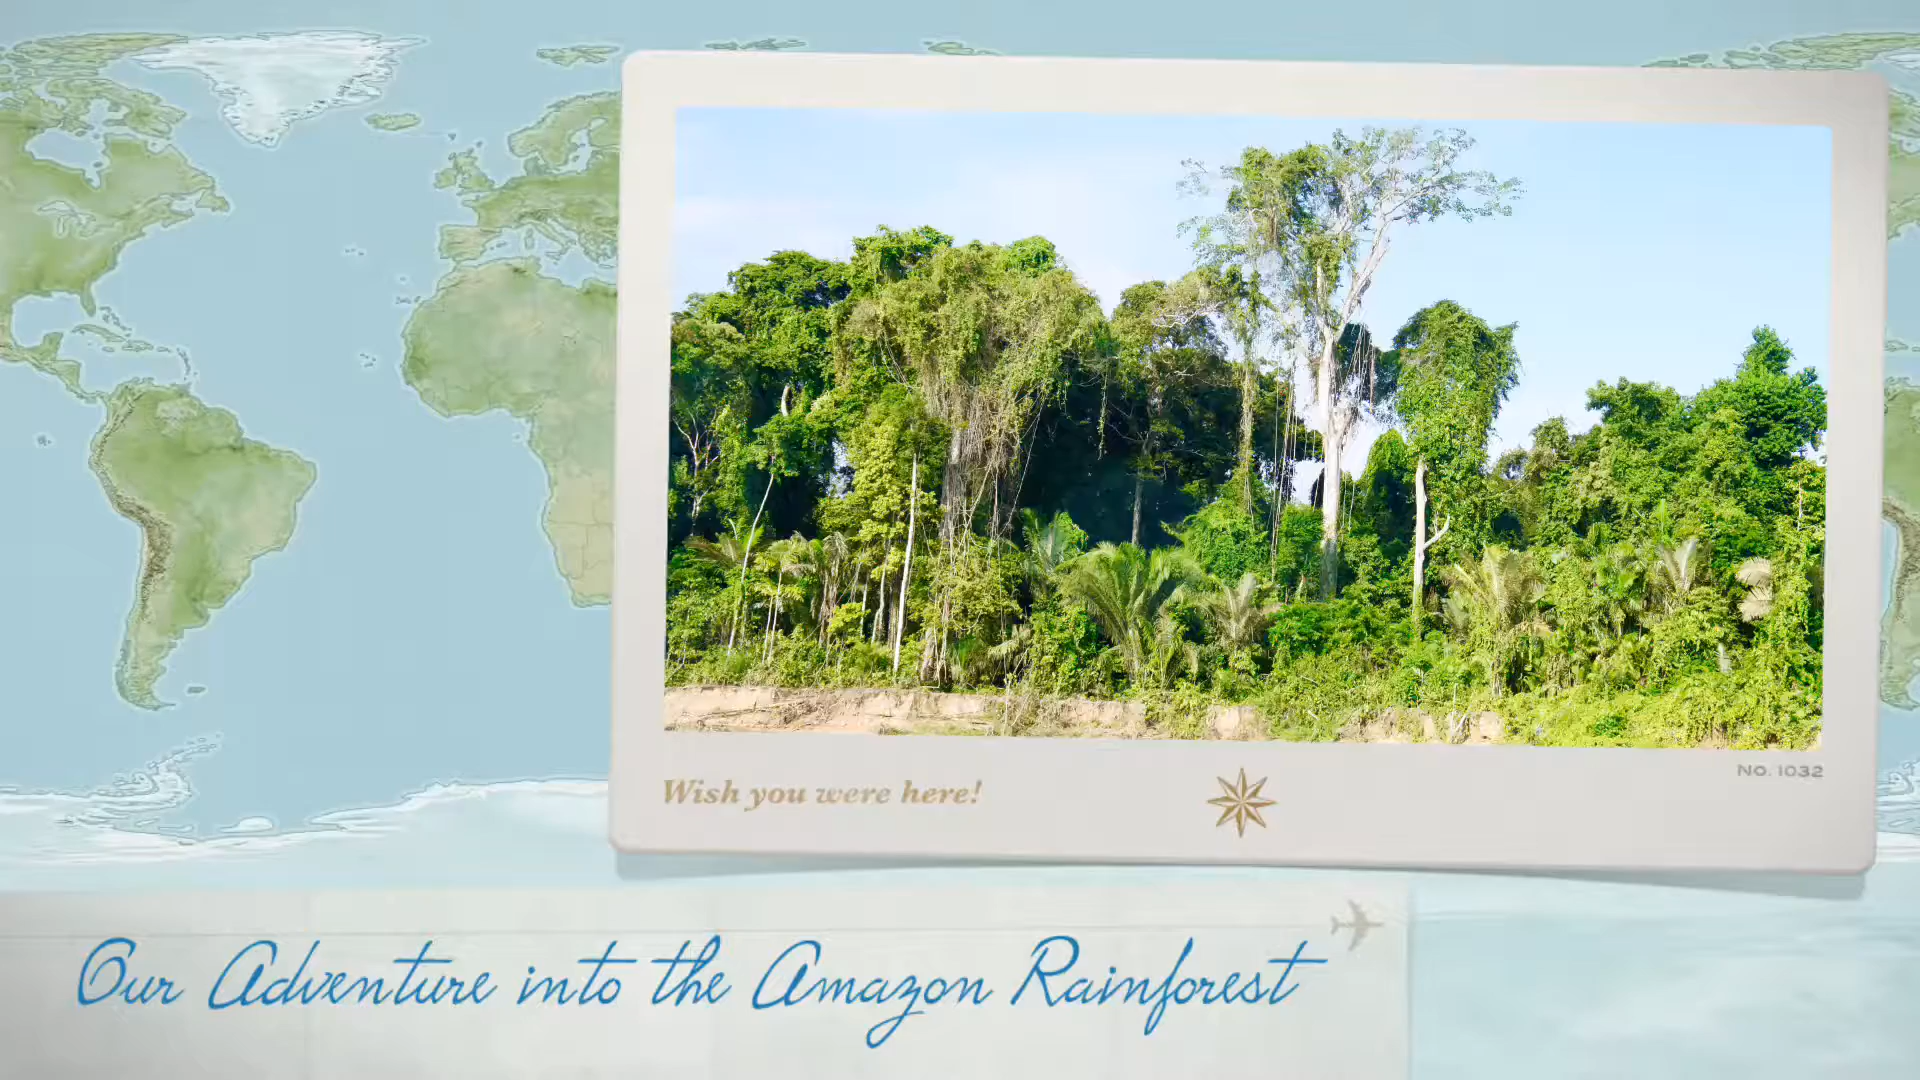 Wish you were here!
NO. 1032
Our Adventure into the Amazon Rainforest